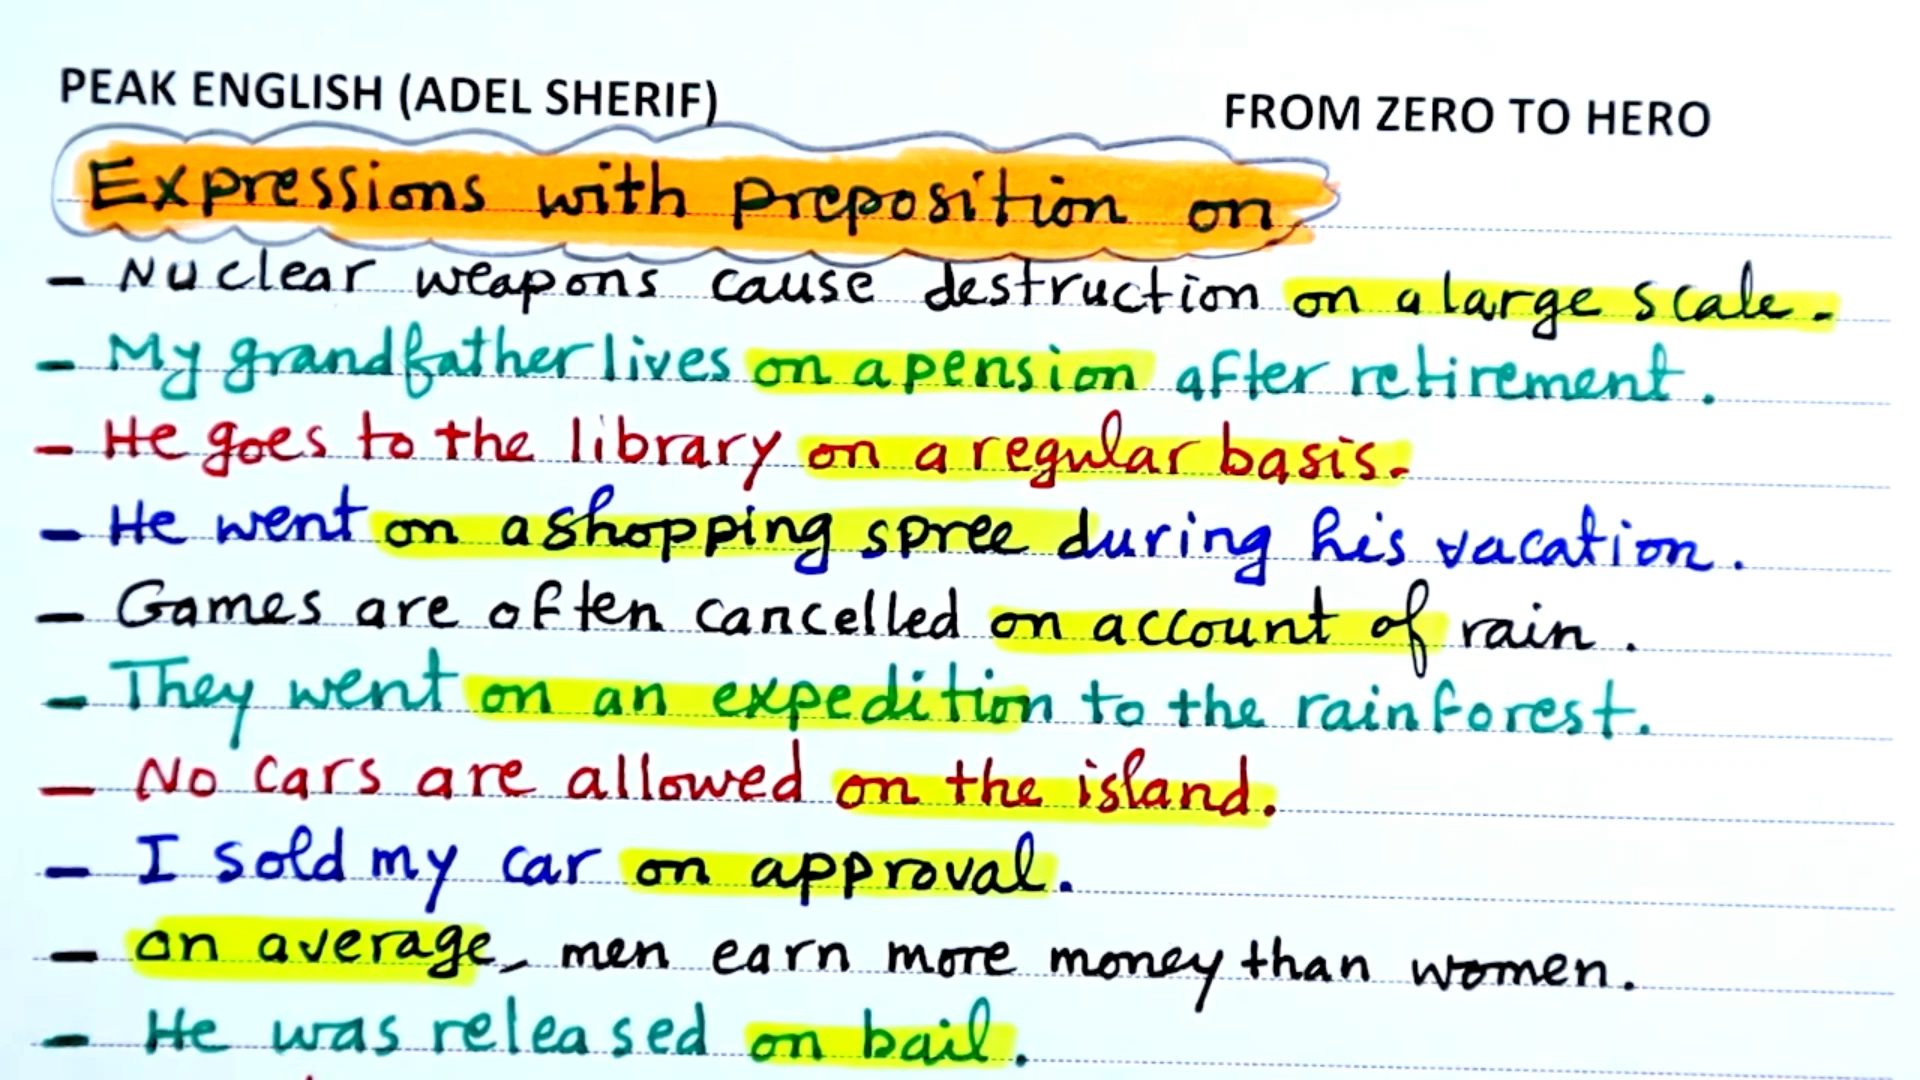 PEAK ENGLISH (ADEL SHERIF) FROM ZERO TO HERO
Expressions with preposition on
- Nuclear weapons cause destruction on a large scale.
- My grandfather lives on a pension after retirement.
- He goes to the library on a regular basis.
- He went on a shopping spree during his vacation.
- Games are often cancelled on account of rain.
- They went on an expedition to the rainforest.
- No cars are allowed on the island.
- I sold my car on approval.
- on average, men earn more money than women.
- He was released on bail.